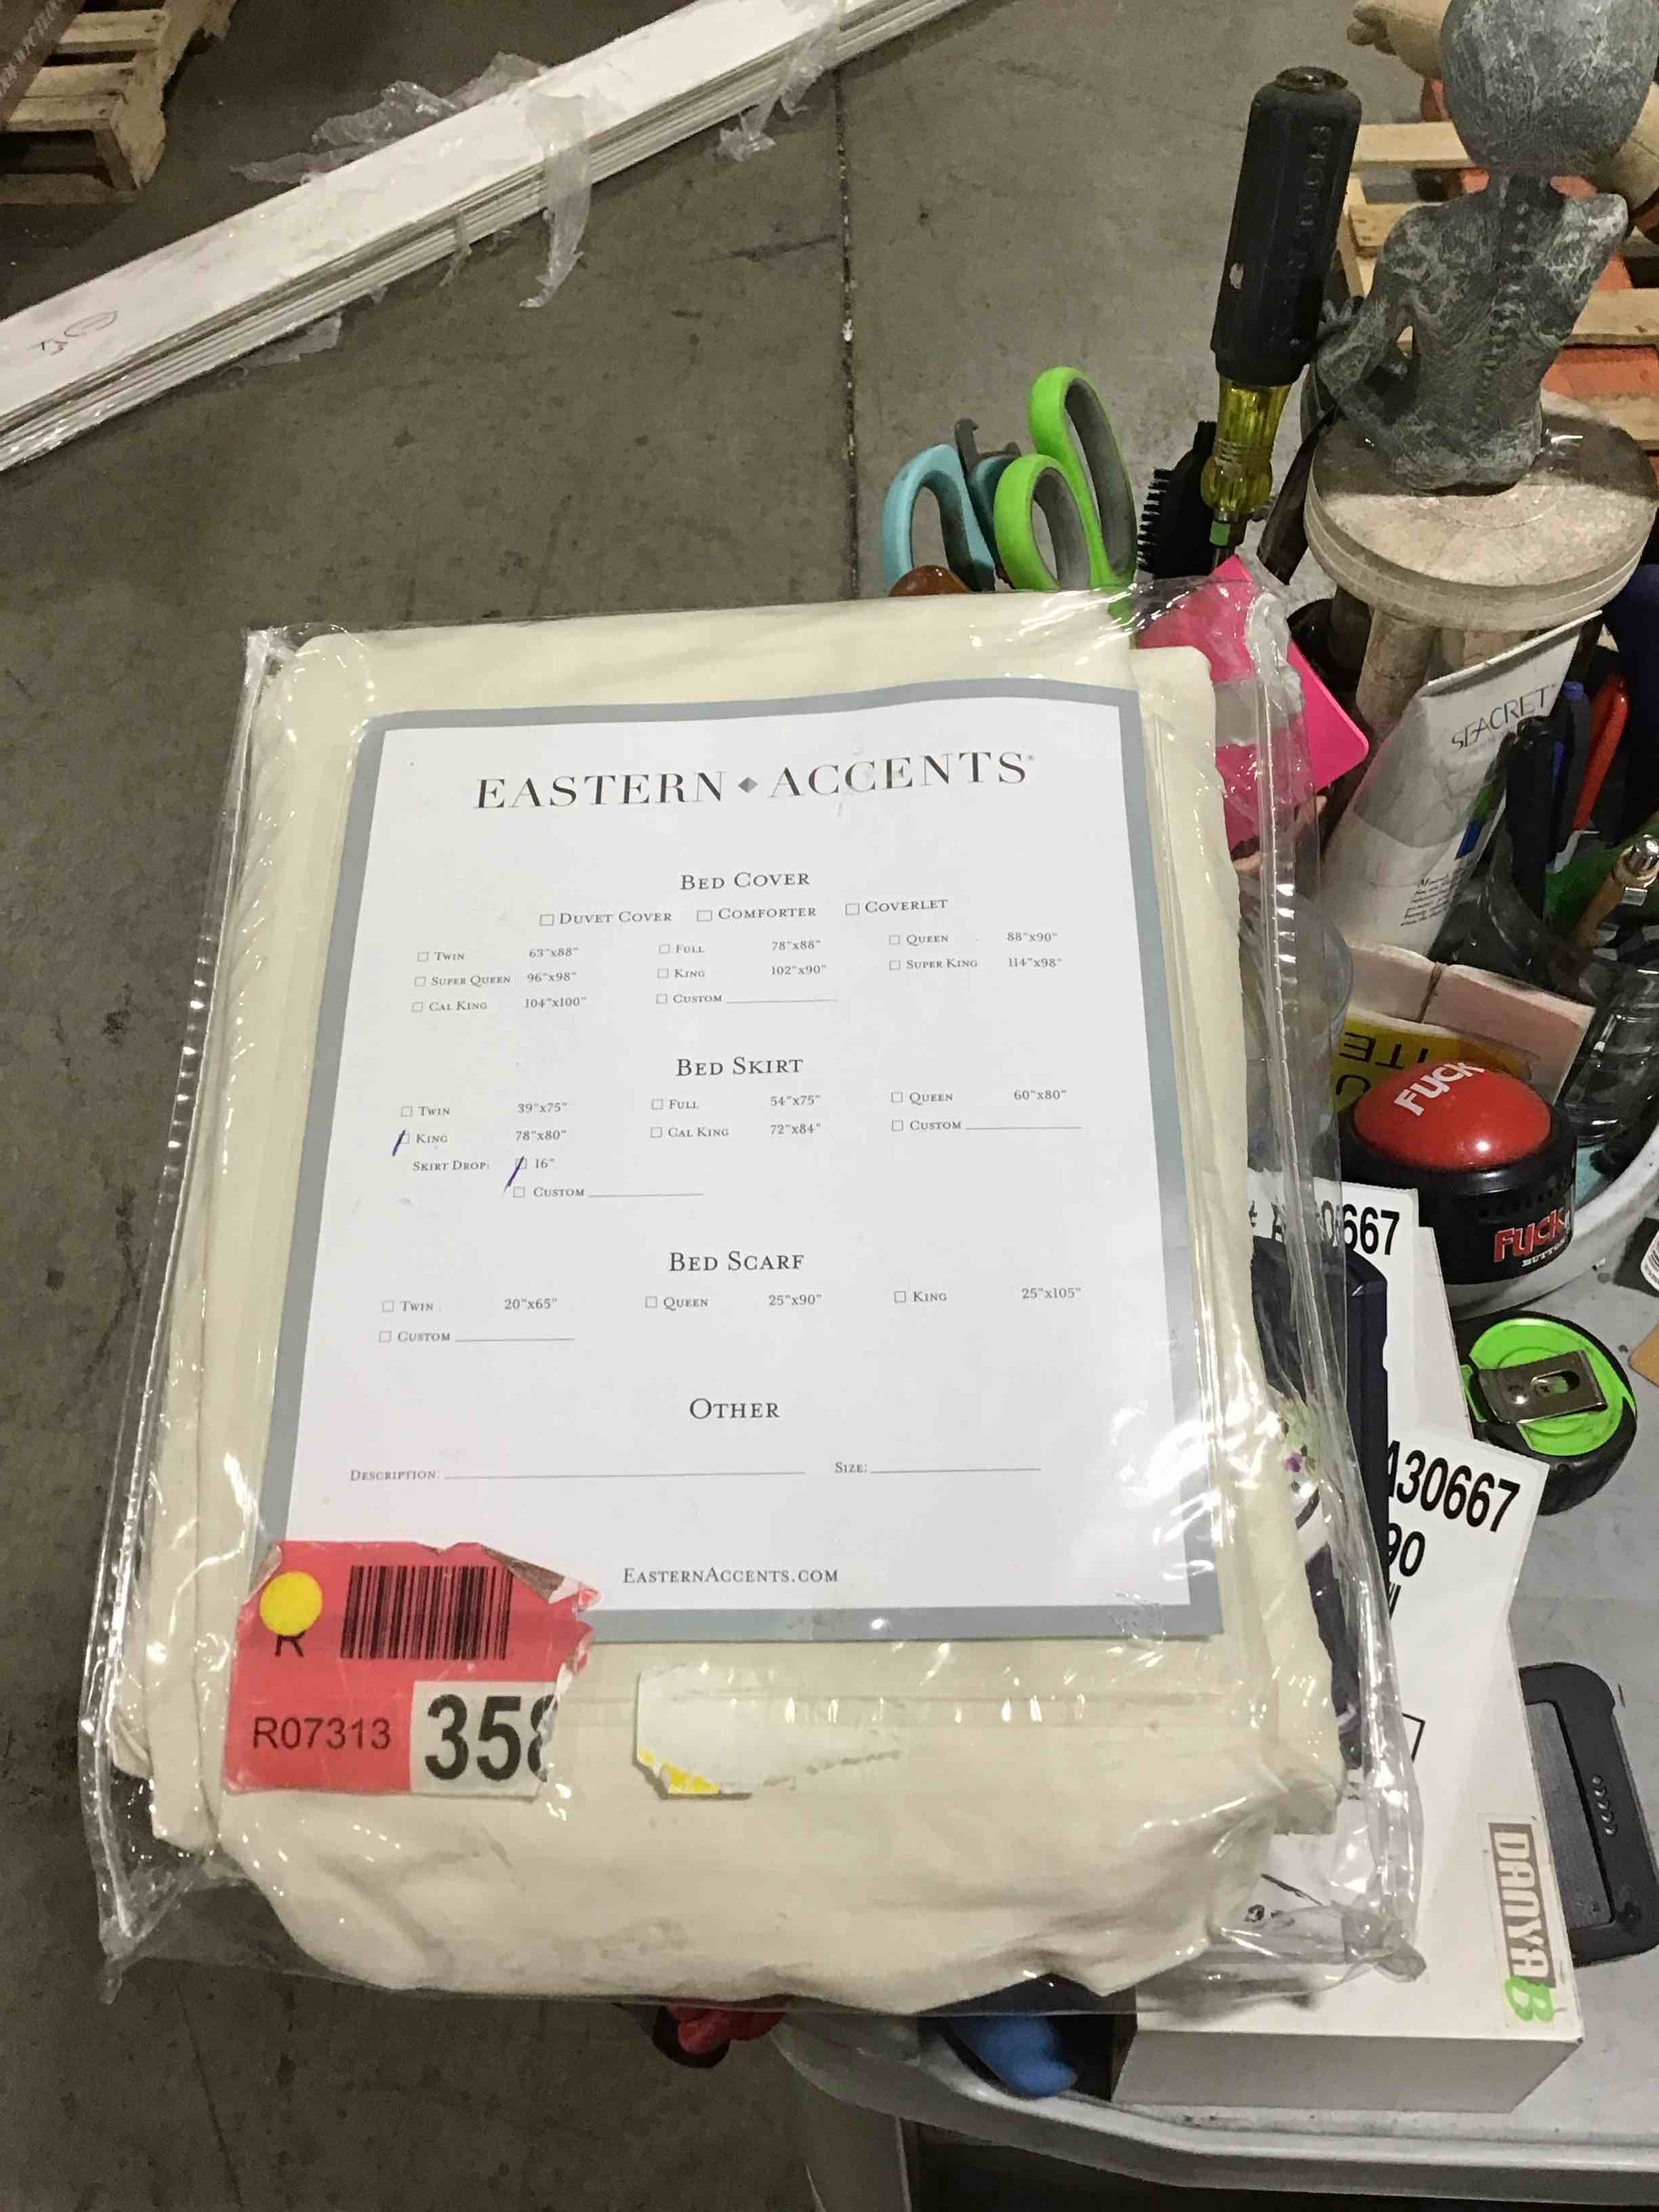 EASTERN ACCENTS
BED COVER
DUVET COVER COMFORTER COVERLET
TWIN 63"x88" FULL 78"x88" QUEEN 88"x90"
SUPER QUEEN 96"x98" KING 102"x90" SUPER KING 114"x98"
CAL KING 104"x100" CUSTOM
BED SKIRT
TWIN 39"x75" FULL 54"x75" QUEEN 60"x80"
KING 78"x80" CAL KING 72"x84" CUSTOM
SKIRT DROP: 16"
CUSTOM
BED SCARF
TWIN 20"x65" QUEEN 25"x90" KING 25"x105"
CUSTOM
OTHER
DESCRIPTION: SIZE:
EASTERNACCENTS.COM
R
R07313 358
SEACRET
FUCK
FUCK
BUTTON
0667
A30667
90
DANYA B